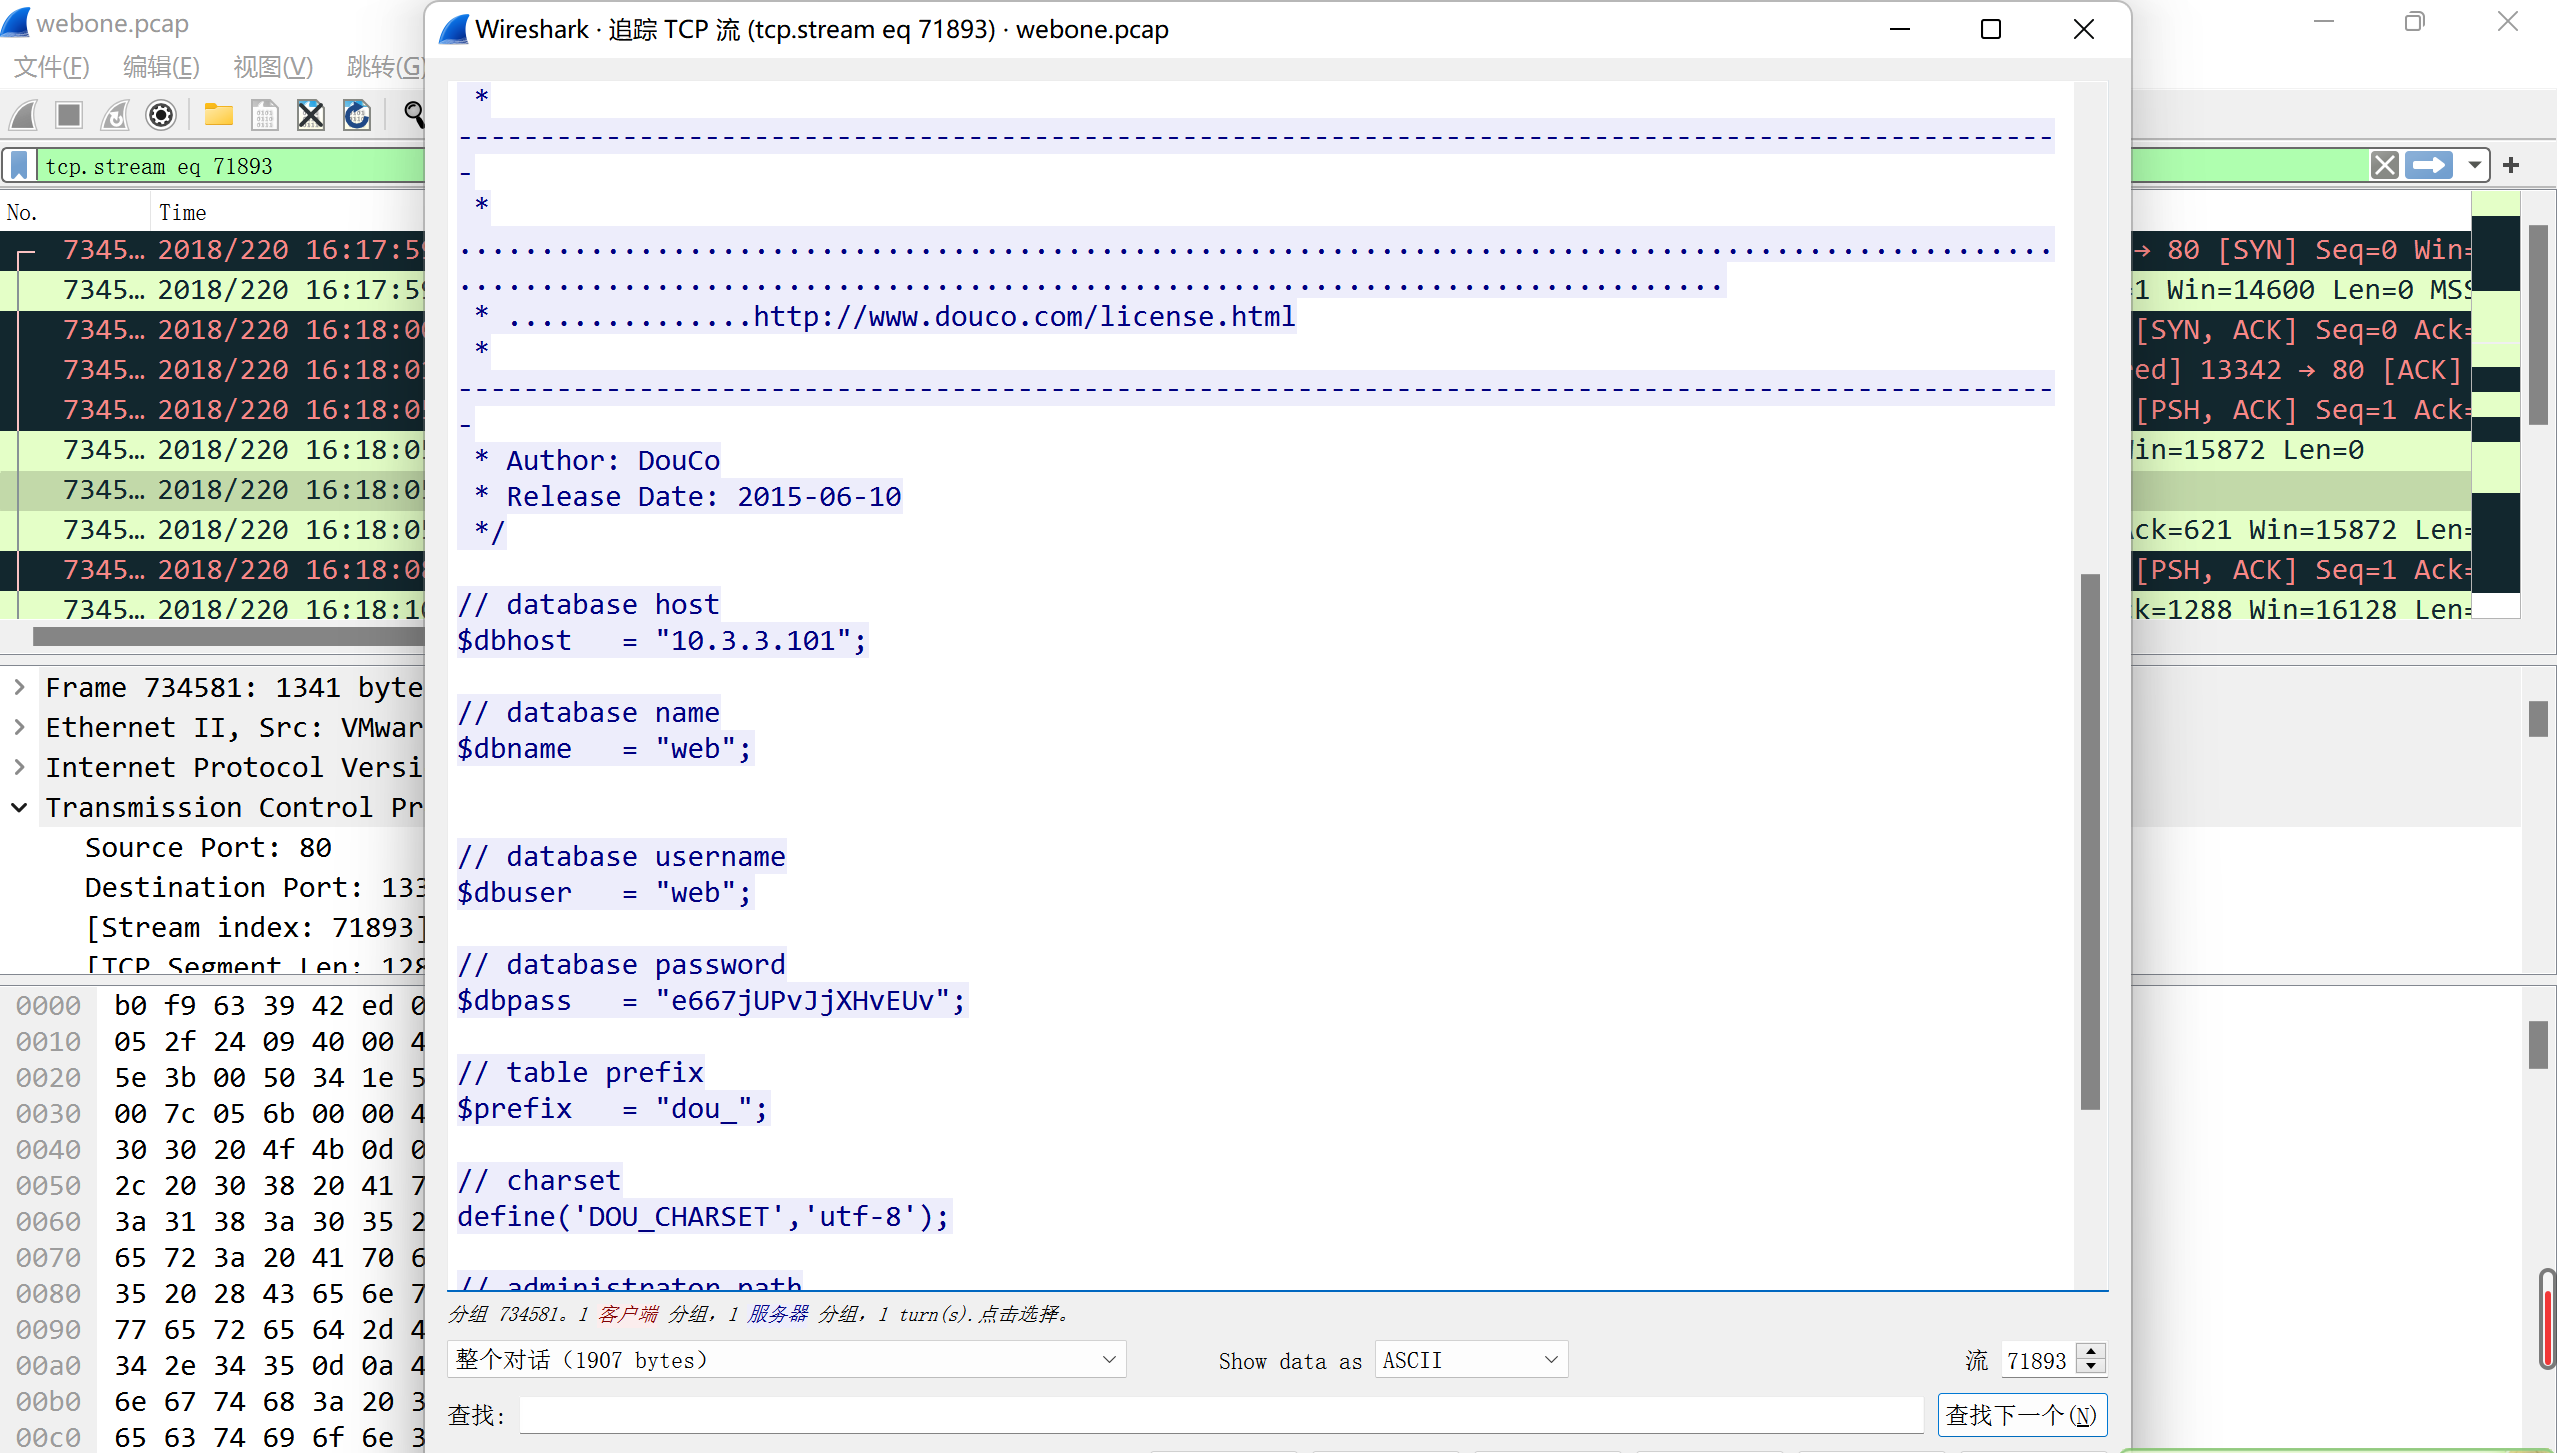 webone.pcap
文件(F) 编辑(E) 视图(V) 跳转(G)
tcp.stream eq 71893
No. Time
7345… 2018/220 16:17:59
7345… 2018/220 16:17:59
7345… 2018/220 16:18:0
7345… 2018/220 16:18:0
7345… 2018/220 16:18:05
7345… 2018/220 16:18:05
7345… 2018/220 16:18:05
7345… 2018/220 16:18:05
7345… 2018/220 16:18:08
7345… 2018/220 16:18:10
→ 80 [SYN] Seq=0 Win=
1 Win=14600 Len=0 MSS
[SYN, ACK] Seq=0 Ack=
ed] 13342 → 80 [ACK]
[PSH, ACK] Seq=1 Ack=
Win=15872 Len=0
Ack=621 Win=15872 Len=
[PSH, ACK] Seq=1 Ack=
k=1288 Win=16128 Len=
Frame 734581: 1341 byte
Ethernet II, Src: VMwar
Internet Protocol Versi
Transmission Control Pr
Source Port: 80
Destination Port: 133
[Stream index: 71893]
[TCP Segment Len: 128
0000 b0 f9 63 39 42 ed 0
0010 05 2f 24 09 40 00 4
0020 5e 3b 00 50 34 1e 5
0030 00 7c 05 6b 00 00 4
0040 30 30 20 4f 4b 0d 0
0050 2c 20 30 38 20 41 7
0060 3a 31 38 3a 30 35 2
0070 65 72 3a 20 41 70 6
0080 35 20 28 43 65 6e 7
0090 77 65 72 65 64 2d 4
00a0 34 2e 34 35 0d 0a 4
00b0 6e 67 74 68 3a 20 3
00c0 65 63 74 69 6f 6e 3
Wireshark · 追踪 TCP 流 (tcp.stream eq 71893) · webone.pcap
*
-------------------------------------------------------------------------------------------------
-
*
.................................................................................................
.............................................................................
* ...............http://www.douco.com/license.html
*
-------------------------------------------------------------------------------------------------
-
* Author: DouCo
* Release Date: 2015-06-10
*/
// database host
$dbhost   = "10.3.3.101";
// database name
$dbname   = "web";
// database username
$dbuser   = "web";
// database password
$dbpass   = "e667jUPvJjXHvEUv";
// table prefix
$prefix   = "dou_";
// charset
define('DOU_CHARSET','utf-8');
// administrator path
分组 734581。1 客户端 分组，1 服务器 分组，1 turn(s).点击选择。
整个对话（1907 bytes） Show data as ASCII 流 71893
查找: 查找下一个(N)